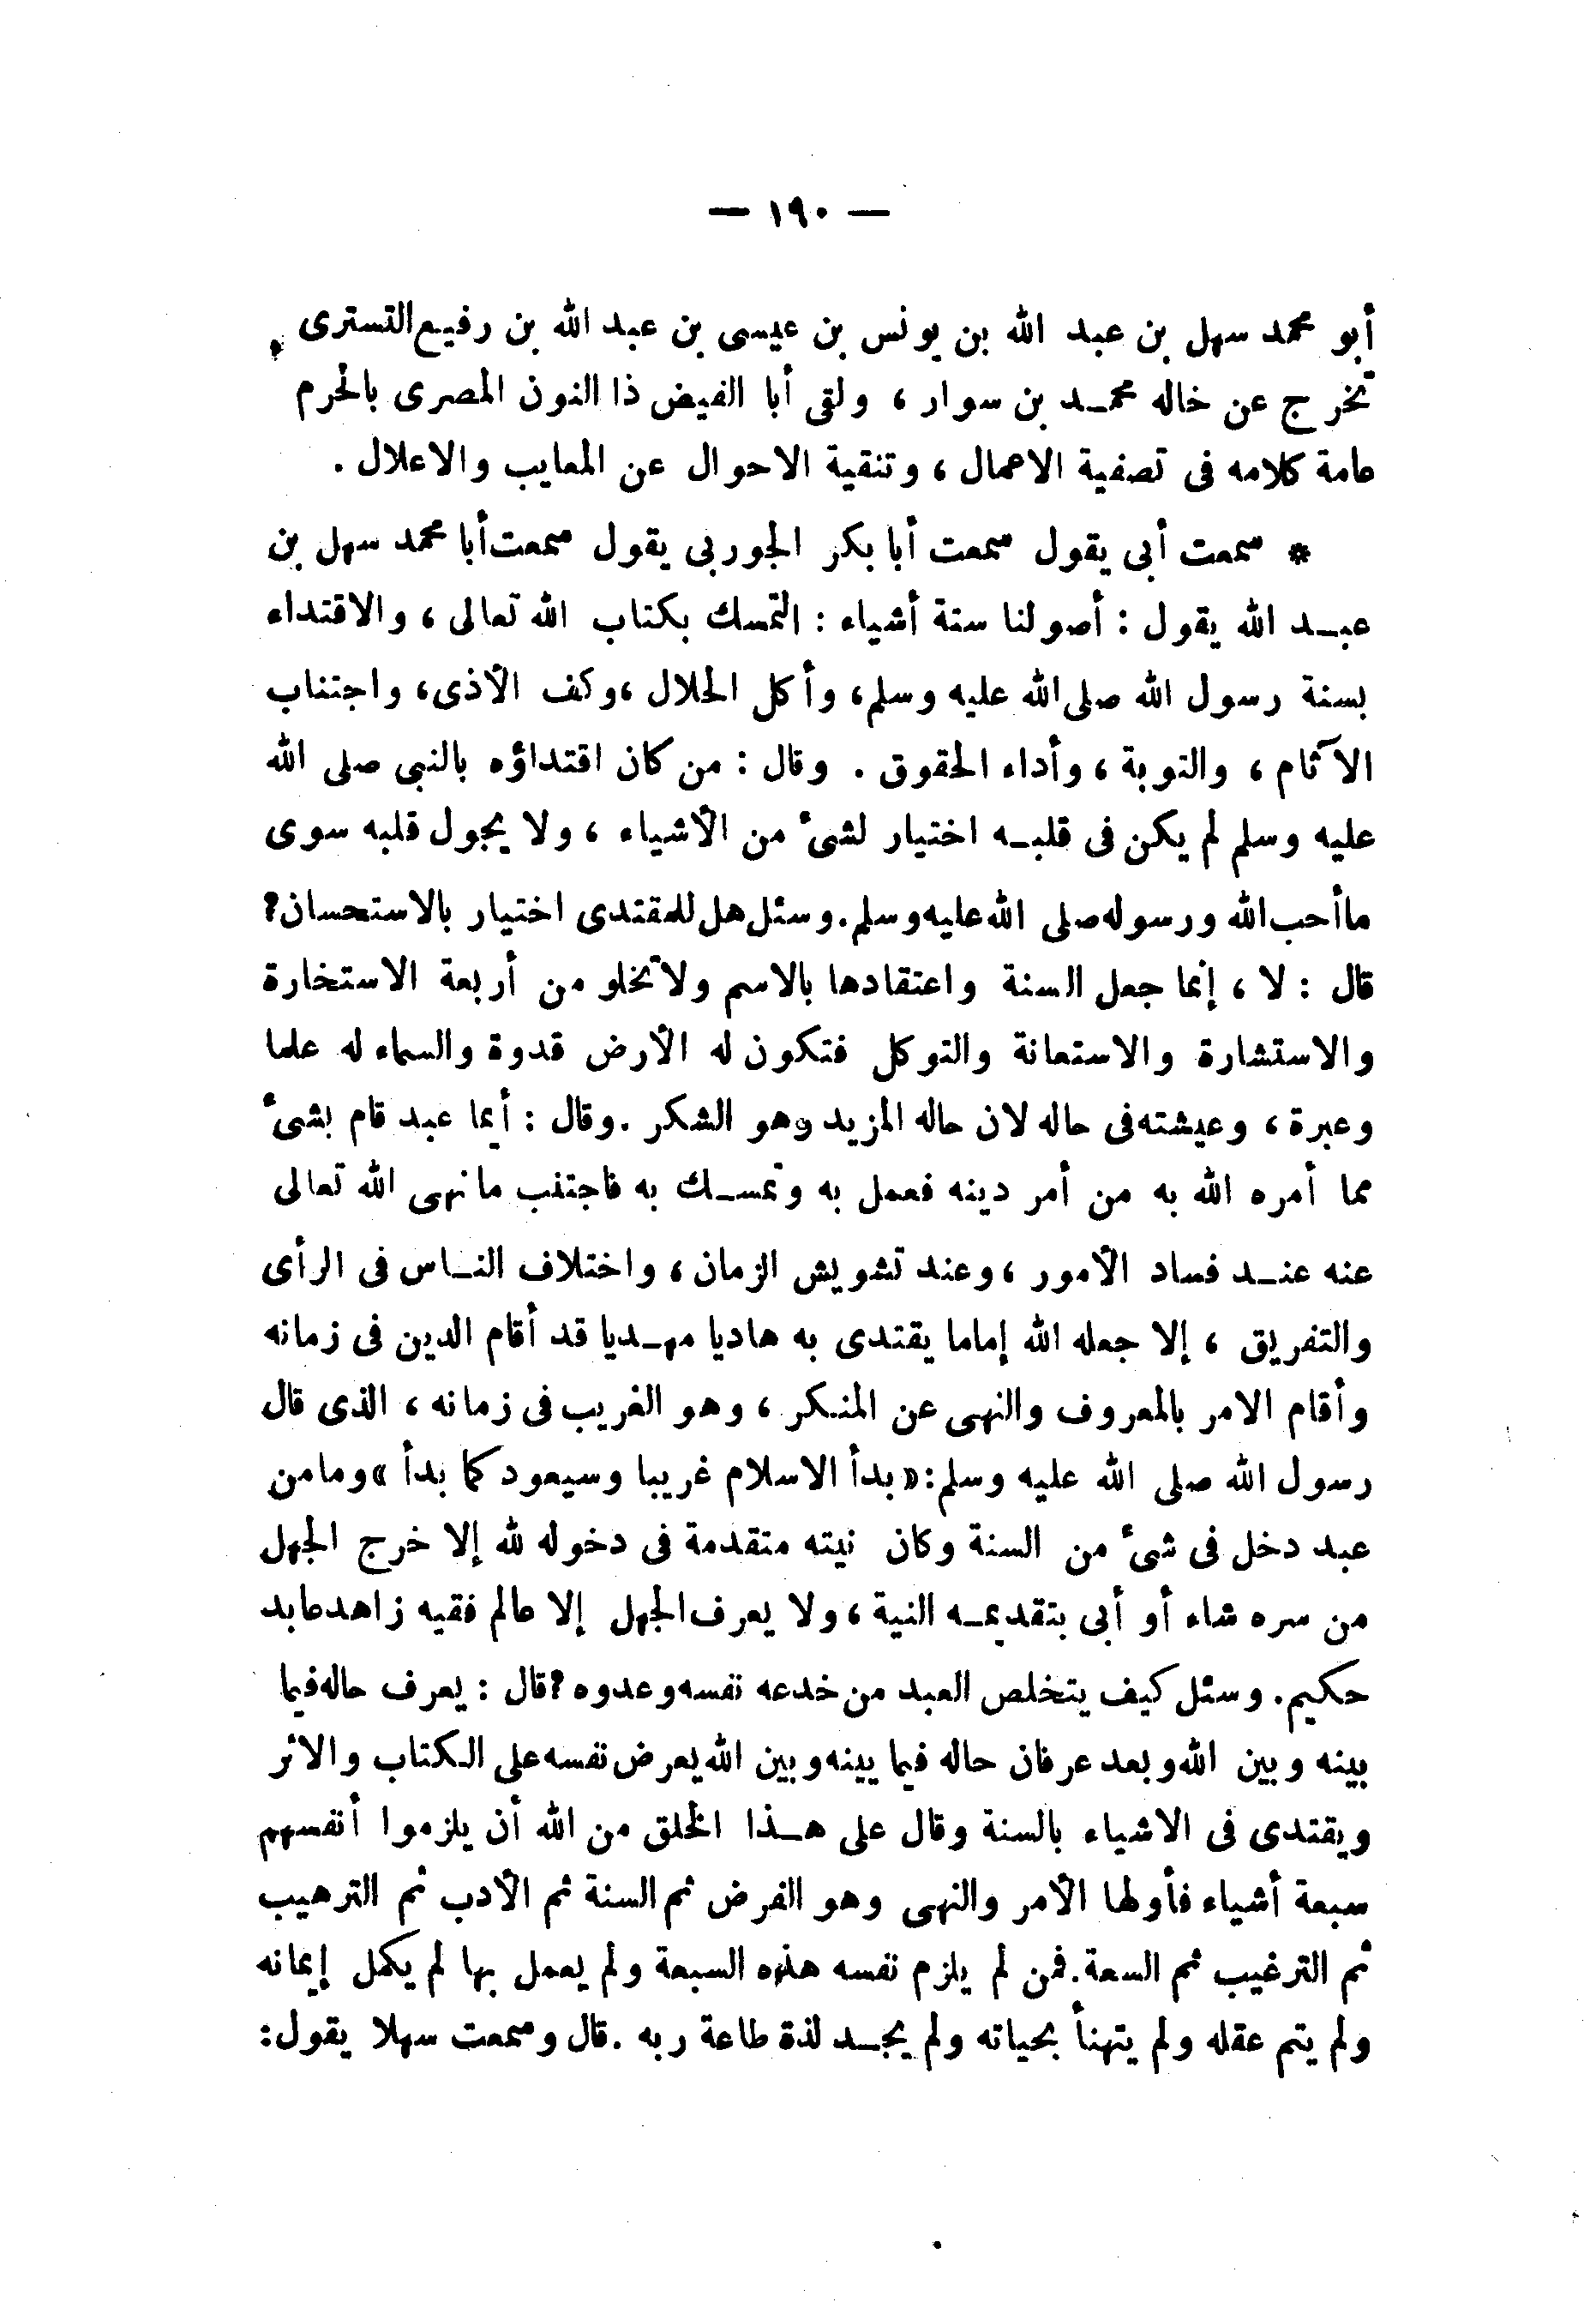 — ١٩٠ —
أبو محمد سهل بن عبد الله بن يونس بن عيسى بن عبد الله بن رفيع التسترى
تخرج عن خاله محمد بن سوار ، ولقى أبا الفيض ذا النون المصرى بالحرم
عامة كلامه فى تصفية الاعمال ، وتنقية الاحوال عن المعايب والاعلال .
* سمعت أبى يقول سمعت أبا بكر الجوربى يقول سمعت أبا محمد سهل بن
عبد الله يقول : أصولنا ستة أشياء : التمسك بكتاب الله تعالى ، والاقتداء
بسنة رسول الله صلى الله عليه وسلم ، وأكل الحلال ، وكف الأذى ، واجتناب
الآثام ، والتوبة ، وأداء الحقوق . وقال : من كان اقتداؤه بالنبى صلى الله
عليه وسلم لم يكن فى قلبه اختيار لشىء من الأشياء ، ولا يجول قلبه سوى
ما أحب الله ورسوله صلى الله عليه وسلم . وسئل هل للمقتدى اختيار بالاستحسان ؟
قال : لا ، إنما جعل السنة واعتقادها بالاسم ولا تخلو من أربعة الاستخارة
والاستشارة والاستعانة والتوكل فتكون له الأرض قدوة والسماء له علما
وعبرة ، وعيشته فى حاله لان حاله المزيد وهو الشكر . وقال : أيما عبد قام بشىء
مما أمره الله به من أمر دينه فعمل به وتمسك به فاجتنب ما نهى الله تعالى
عنه عند فساد الأمور ، وعند تشويش الزمان ، واختلاف الناس فى الرأى
والتفريق ، إلا جعله الله إماما يقتدى به هاديا مهديا قد أقام الدين فى زمانه
وأقام الامر بالمعروف والنهى عن المنكر ، وهو الغريب فى زمانه ، الذى قال
رسول الله صلى الله عليه وسلم : « بدأ الاسلام غريبا وسيعود كما بدأ » وما من
عبد دخل فى شىء من السنة وكان نيته متقدمة فى دخوله لله إلا خرج الجهل
من سره شاء أو أبى بتقديمه النية ، ولا يعرف الجهل إلا عالم فقيه زاهد عابد
حكيم . وسئل كيف يتخلص العبد من خدعه نفسه وعدوه ؟ قال : يعرف حاله فيما
بينه وبين الله وبعد عرفان حاله فيما بينه وبين الله يعرض نفسه على الكتاب والاثر
ويقتدى فى الاشياء بالسنة وقال على هذا الخلق من الله أن يلزموا أنفسهم
سبعة أشياء فأولها الأمر والنهى وهو الفرض ثم السنة ثم الأدب ثم الترهيب
ثم الترغيب ثم السعة . فمن لم يلزم نفسه هذه السبعة ولم يعمل بها لم يكمل إيمانه
ولم يتم عقله ولم يتهنأ بحياته ولم يجد لذة طاعة ربه . قال وسمعت سهلا يقول :